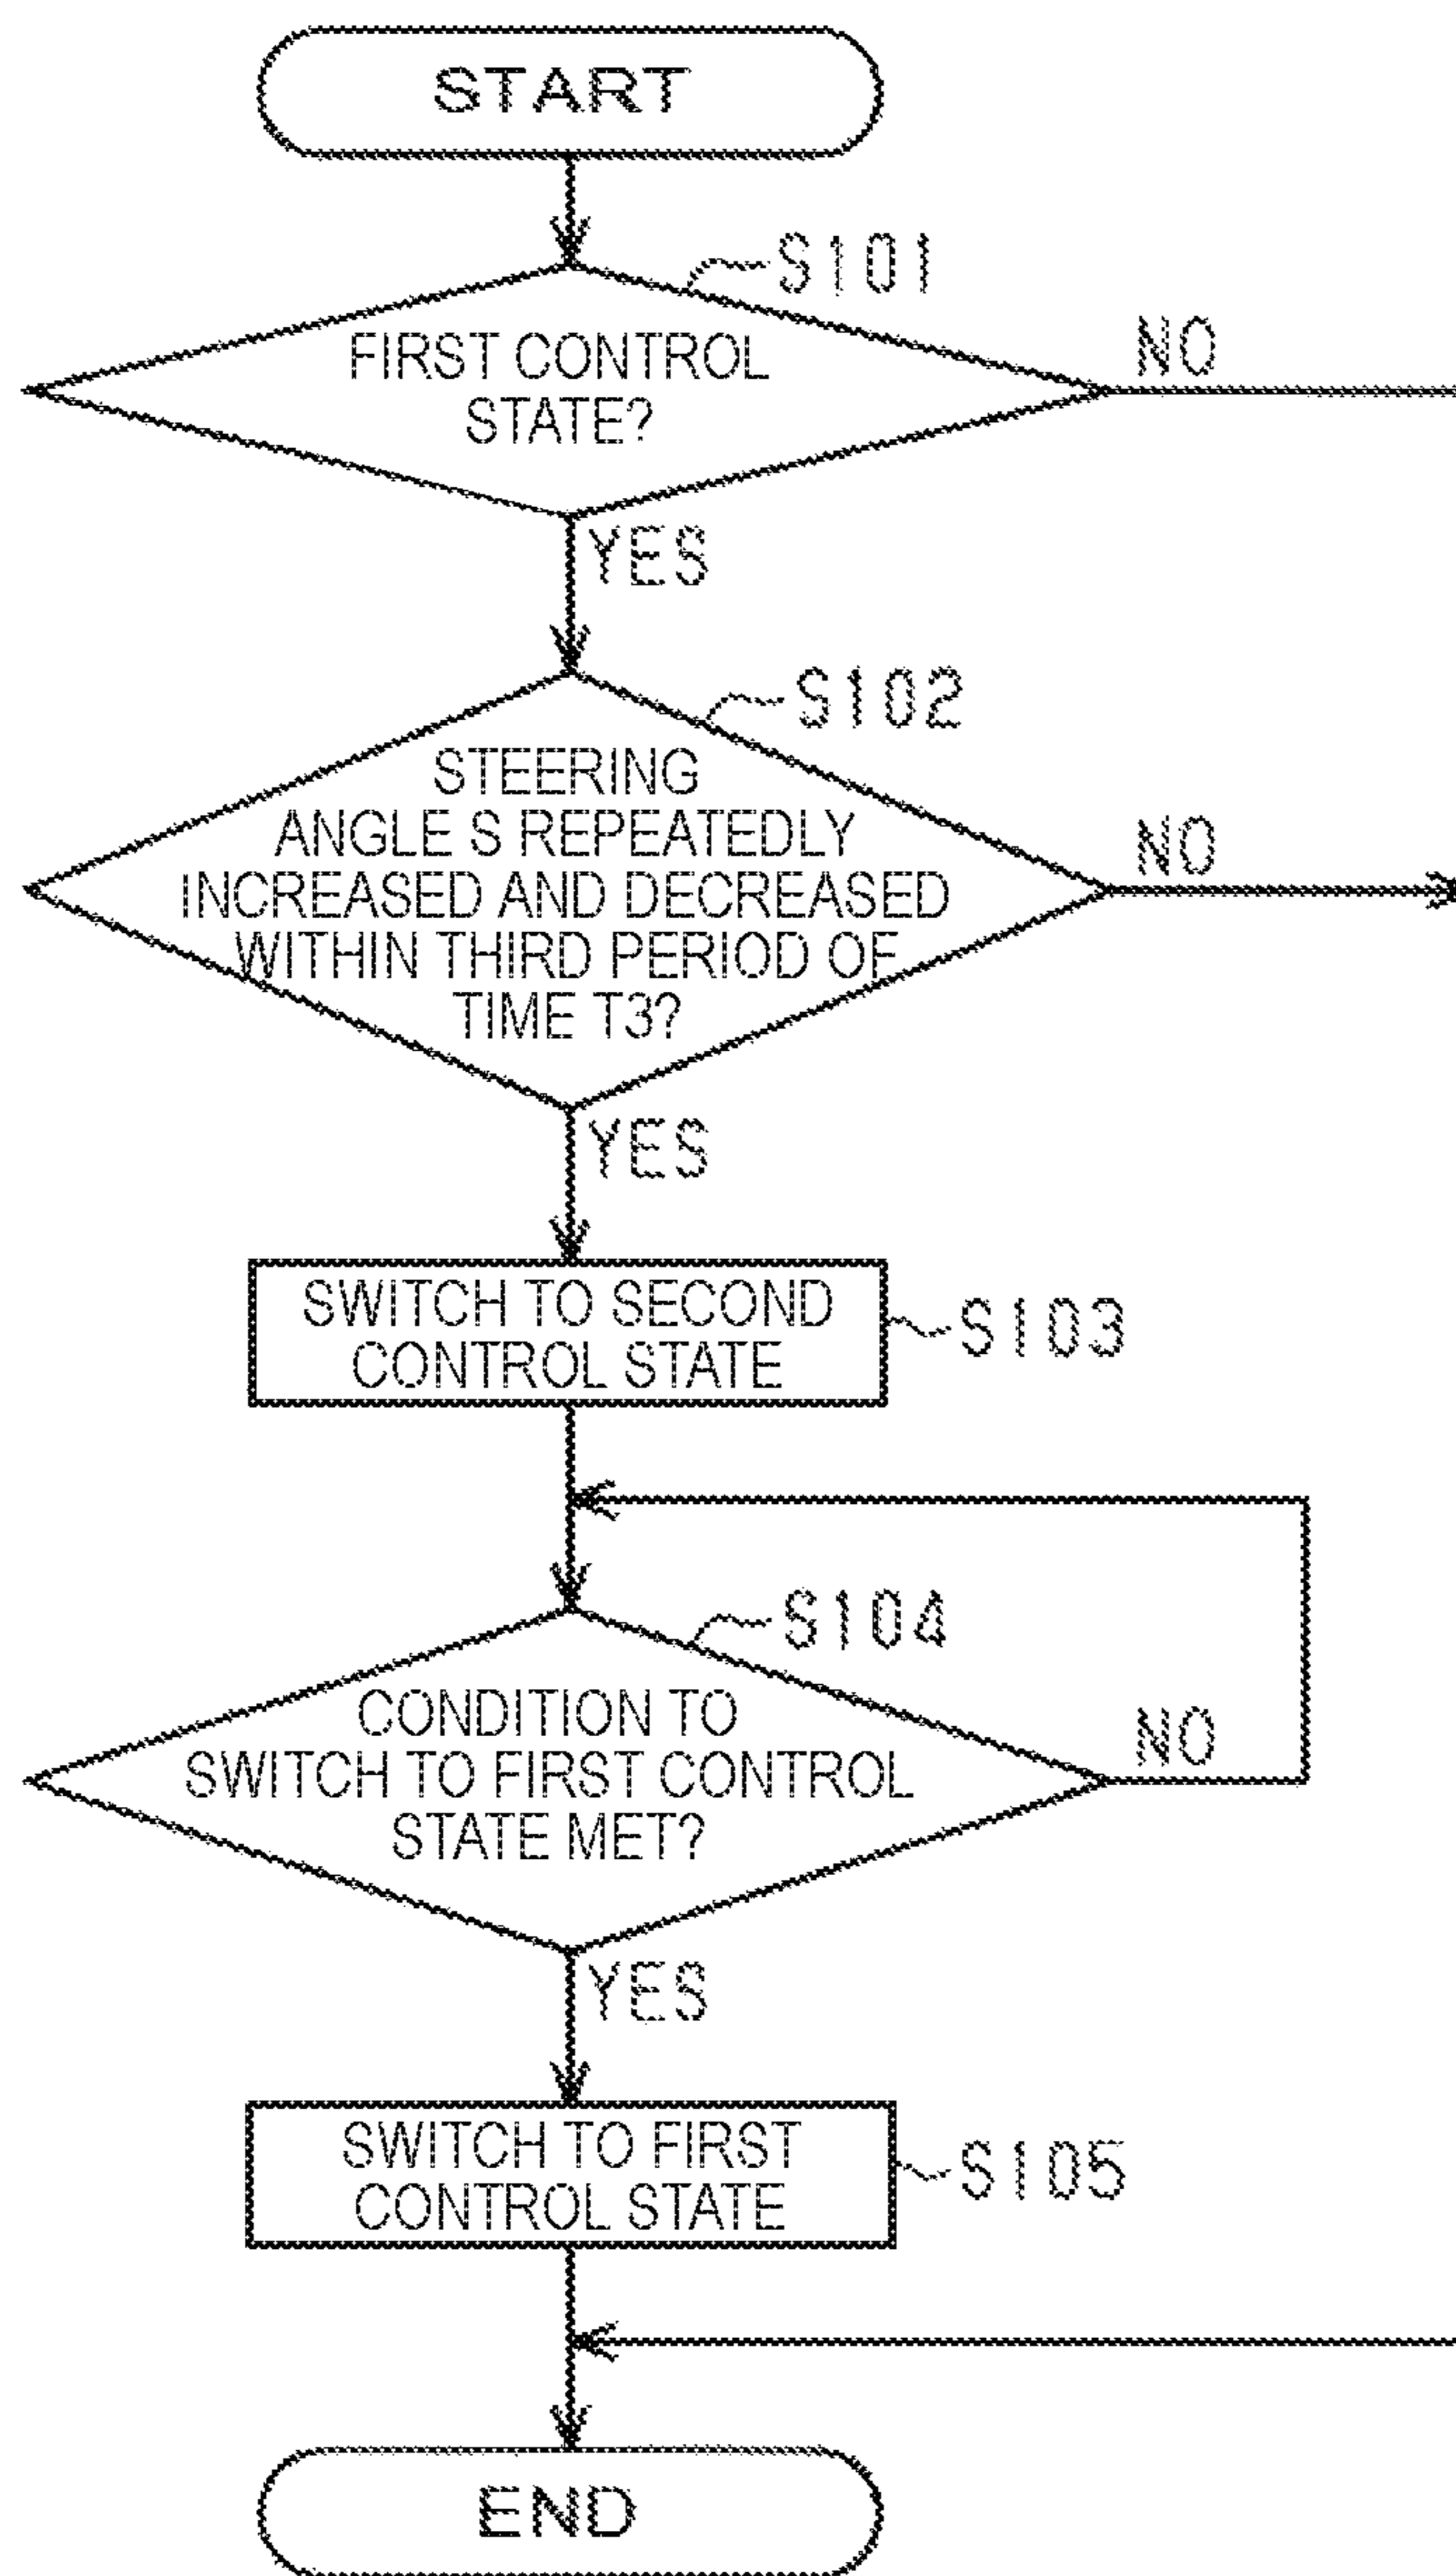 START
S101
FIRST CONTROL
STATE?
NO
YES
S102
STEERING
ANGLE S REPEATEDLY
INCREASED AND DECREASED
WITHIN THIRD PERIOD OF
TIME T3?
NO
YES
SWITCH TO SECOND
CONTROL STATE
S103
S104
CONDITION TO
SWITCH TO FIRST CONTROL
STATE MET?
NO
YES
SWITCH TO FIRST
CONTROL STATE
S105
END